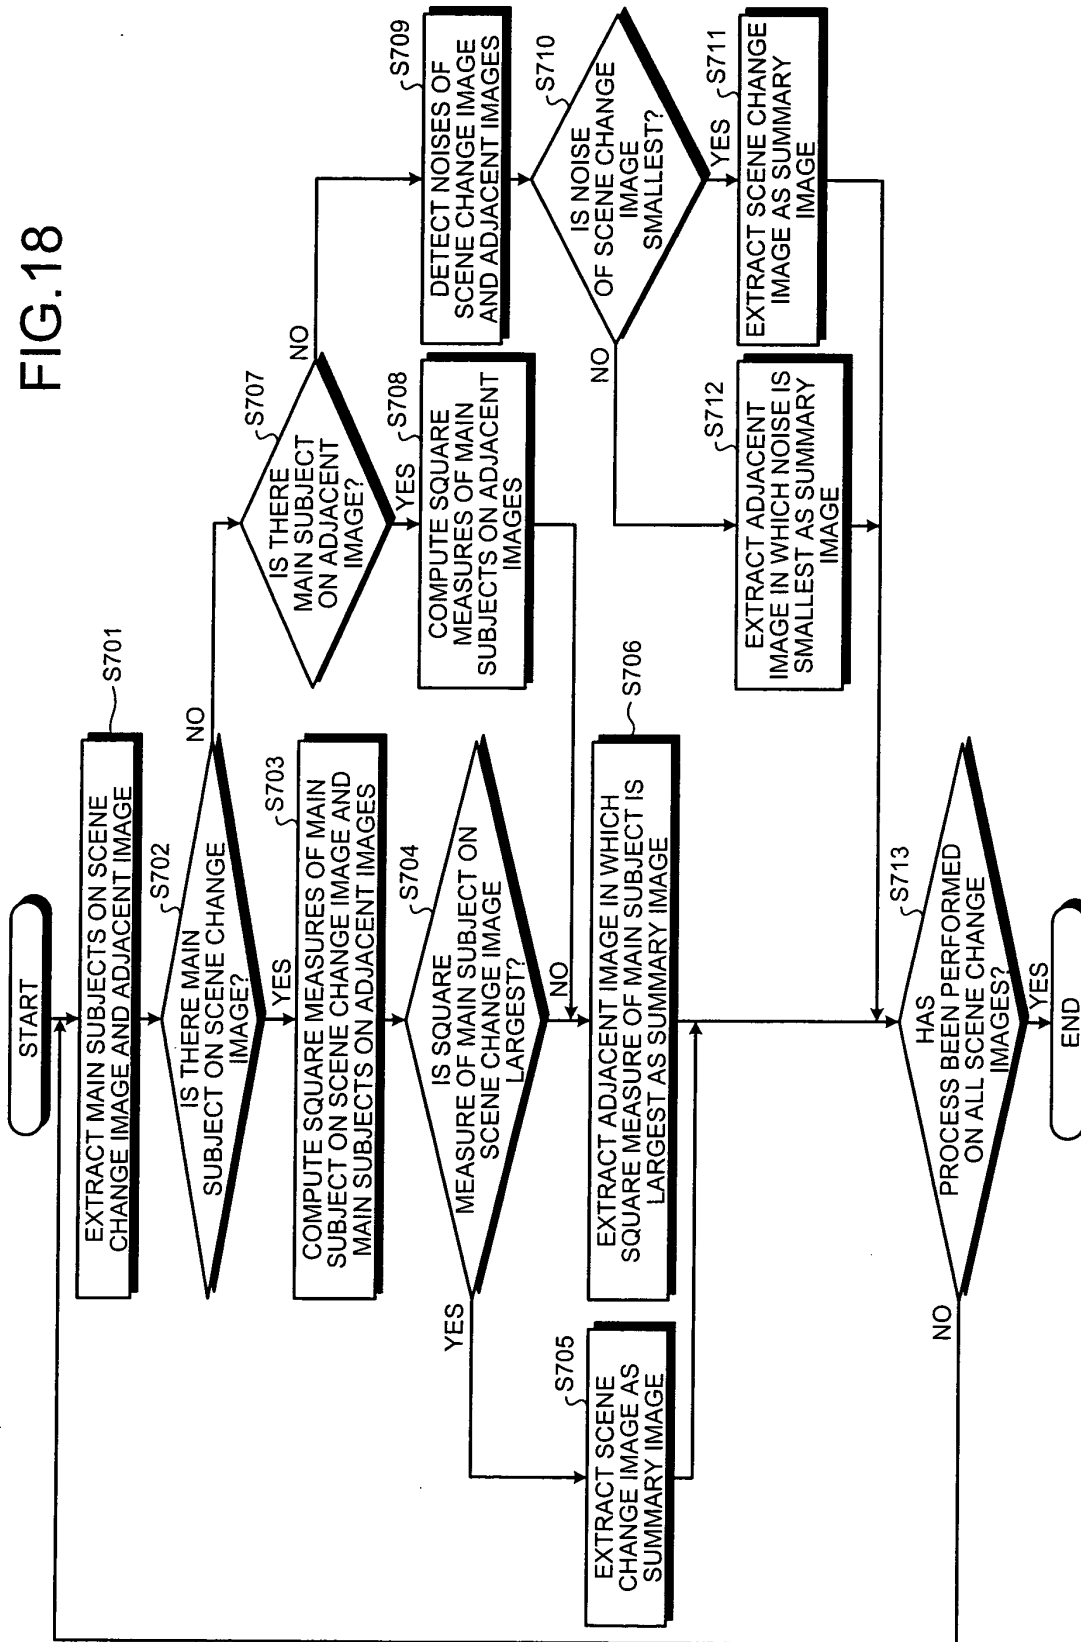 FIG.18
START
S701
EXTRACT MAIN SUBJECTS ON SCENE
CHANGE IMAGE AND ADJACENT IMAGE
S702
IS THERE MAIN
SUBJECT ON SCENE CHANGE
IMAGE?
NO
YES
S703
COMPUTE SQUARE MEASURES OF MAIN
SUBJECT ON SCENE CHANGE IMAGE AND
MAIN SUBJECTS ON ADJACENT IMAGES
S704
IS SQUARE
MEASURE OF MAIN SUBJECT ON
SCENE CHANGE IMAGE
LARGEST?
YES
NO
S705
EXTRACT SCENE
CHANGE IMAGE AS
SUMMARY IMAGE
S706
EXTRACT ADJACENT IMAGE IN WHICH
SQUARE MEASURE OF MAIN SUBJECT IS
LARGEST AS SUMMARY IMAGE
S707
IS THERE
MAIN SUBJECT
ON ADJACENT
IMAGE?
NO
YES
S708
COMPUTE SQUARE
MEASURES OF MAIN
SUBJECTS ON ADJACENT
IMAGES
S709
DETECT NOISES OF
SCENE CHANGE IMAGE
AND ADJACENT IMAGES
S710
IS NOISE
OF SCENE CHANGE
IMAGE
SMALLEST?
NO
YES
S711
EXTRACT SCENE CHANGE
IMAGE AS SUMMARY
IMAGE
S712
EXTRACT ADJACENT
IMAGE IN WHICH NOISE IS
SMALLEST AS SUMMARY
IMAGE
S713
HAS
PROCESS BEEN PERFORMED
ON ALL SCENE CHANGE
IMAGES?
NO
YES
END